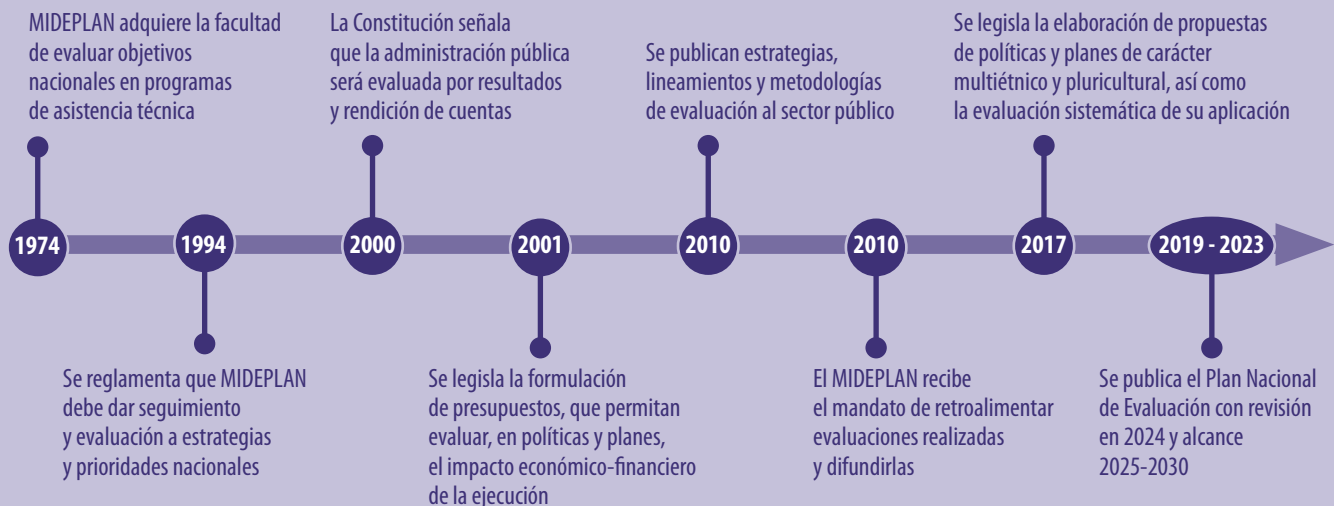 MIDEPLAN adquiere la facultad
de evaluar objetivos
nacionales en programas
de asistencia técnica
La Constitución señala
que la administración pública
será evaluada por resultados
y rendición de cuentas
Se publican estrategias,
lineamientos y metodologías
de evaluación al sector público
Se legisla la elaboración de propuestas
de políticas y planes de carácter
multiétnico y pluricultural, así como
la evaluación sistemática de su aplicación
1974
1994
2000
2001
2010
2010
2017
2019 - 2023
Se reglamenta que MIDEPLAN
debe dar seguimiento
y evaluación a estrategias
y prioridades nacionales
Se legisla la formulación
de presupuestos, que permitan
evaluar, en políticas y planes,
el impacto económico-financiero
de la ejecución
El MIDEPLAN recibe
el mandato de retroalimentar
evaluaciones realizadas
y difundirlas
Se publica el Plan Nacional
de Evaluación con revisión
en 2024 y alcance
2025-2030